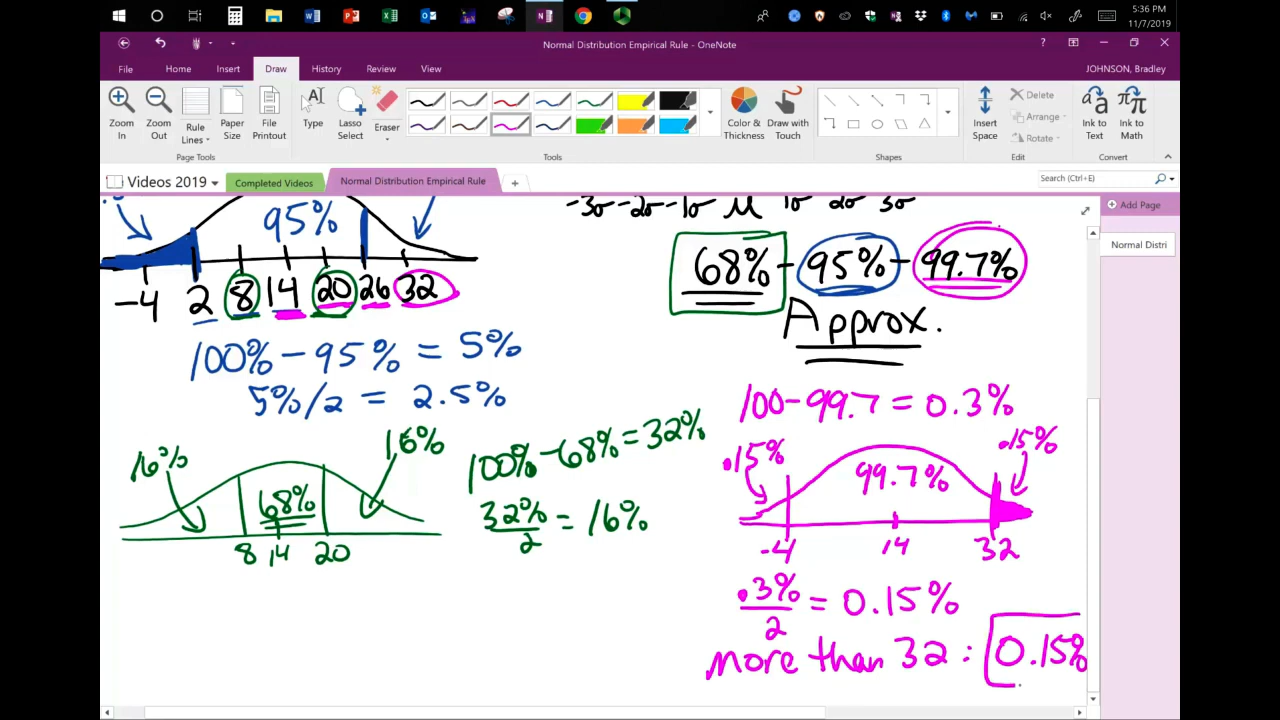 5:36 PM
11/7/2019
Normal Distribution Empirical Rule - OneNote
File Home Insert Draw History Review View
JOHNSON, Bradley
Zoom In
Zoom Out
Rule Lines
Paper Size
File Printout
Type
Lasso Select
Eraser
Color & Thickness
Draw with Touch
Insert Space
Delete
Arrange
Rotate
Ink to Text
Ink to Math
Page Tools
Tools
Shapes
Edit
Convert
Videos 2019
Completed Videos
Normal Distribution Empirical Rule
Search (Ctrl+E)
Add Page
Normal Distri
95%
-4 2 8 14 20 26 32
100% - 95% = 5%
5%/2 = 2.5%
16% 68% 16%
8 14 20
100% - 68% = 32%
32%/2 = 16%
-3σ -2σ -1σ μ 1σ 2σ 3σ
68% - 95% - 99.7%
Approx.
100 - 99.7 = 0.3%
.15% 99.7% .15%
-4 14 32
.3%/2 = 0.15%
more than 32 : 0.15%